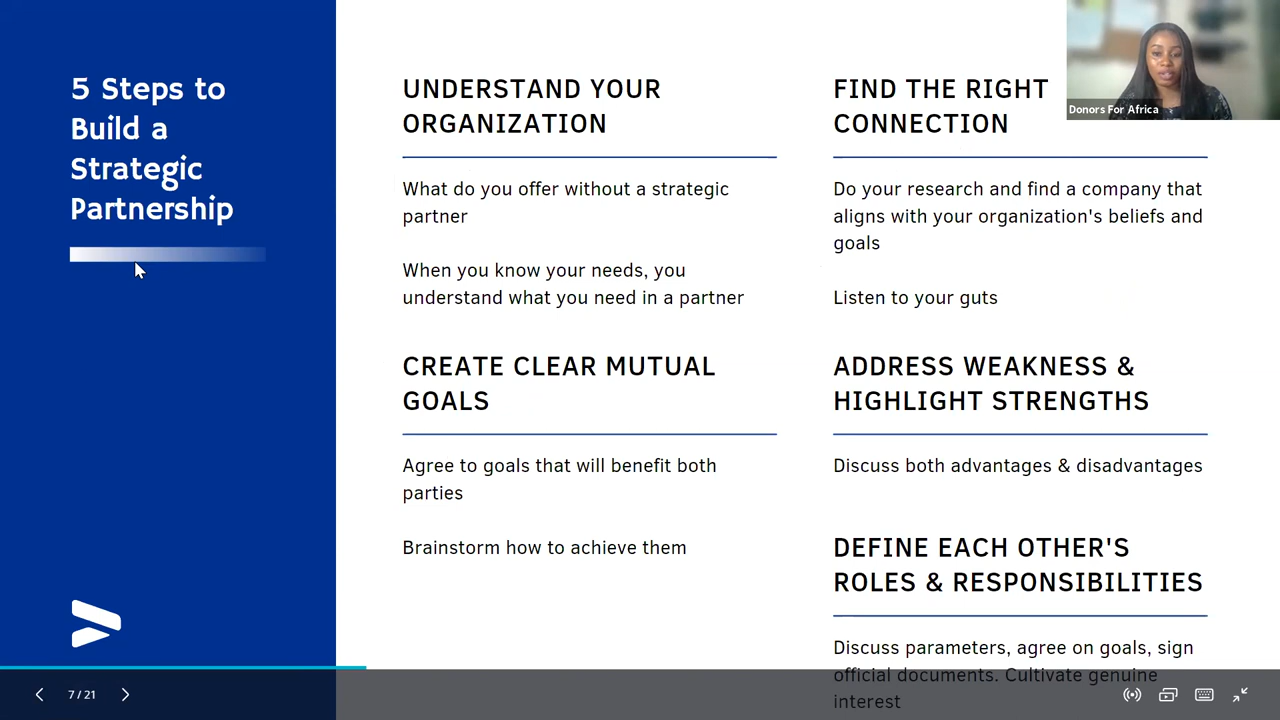 5 Steps to
Build a
Strategic
Partnership
UNDERSTAND YOUR
ORGANIZATION
What do you offer without a strategic
partner
When you know your needs, you
understand what you need in a partner
FIND THE RIGHT
CONNECTION
Do your research and find a company that
aligns with your organization's beliefs and
goals
Listen to your guts
CREATE CLEAR MUTUAL
GOALS
Agree to goals that will benefit both
parties
Brainstorm how to achieve them
ADDRESS WEAKNESS &
HIGHLIGHT STRENGTHS
Discuss both advantages & disadvantages
DEFINE EACH OTHER'S
ROLES & RESPONSIBILITIES
Discuss parameters, agree on goals, sign
official documents. Cultivate genuine
interest
Donors For Africa
7 / 21